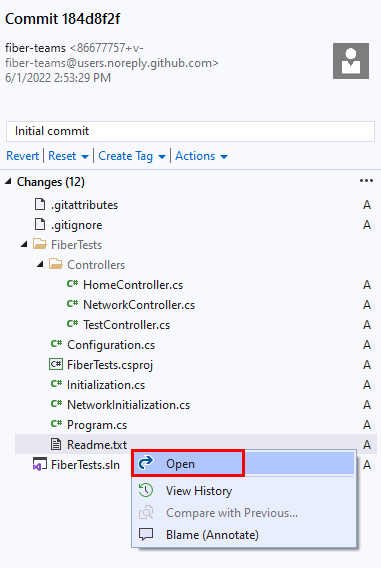 Commit 184d8f2f
fiber-teams <86677757+v-
fiber-teams@users.noreply.github.com>
6/1/2022 2:53:29 PM
Initial commit
Revert | Reset | Create Tag | Actions
Changes (12) ...
.gitattributes A
.gitignore A
FiberTests
Controllers
C# HomeController.cs A
C# NetworkController.cs A
C# TestController.cs A
C# Configuration.cs A
C# FiberTests.csproj A
C# Initialization.cs A
C# NetworkInitialization.cs A
C# Program.cs A
Readme.txt A
FiberTests.sln A
Open
View History
Compare with Previous...
Blame (Annotate)